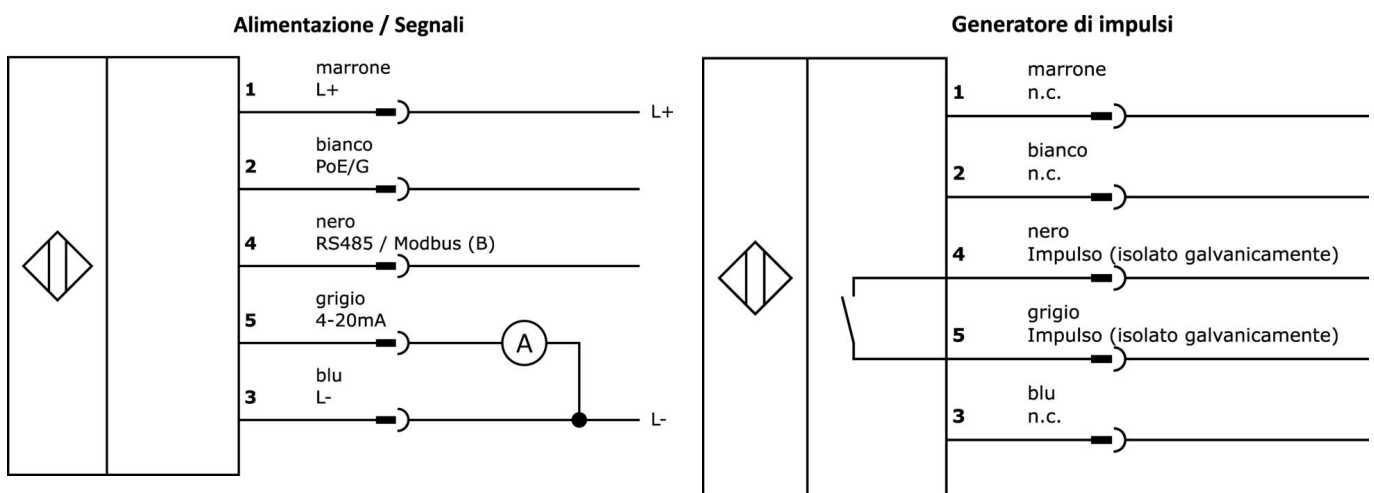 Alimentazione / Segnali
marrone
1 L+
L+
bianco
2 PoE/G
nero
4 RS485 / Modbus (B)
grigio
5 4-20mA
A
blu
3 L-
L-
Generatore di impulsi
marrone
1 n.c.
bianco
2 n.c.
nero
4 Impulso (isolato galvanicamente)
grigio
5 Impulso (isolato galvanicamente)
blu
3 n.c.